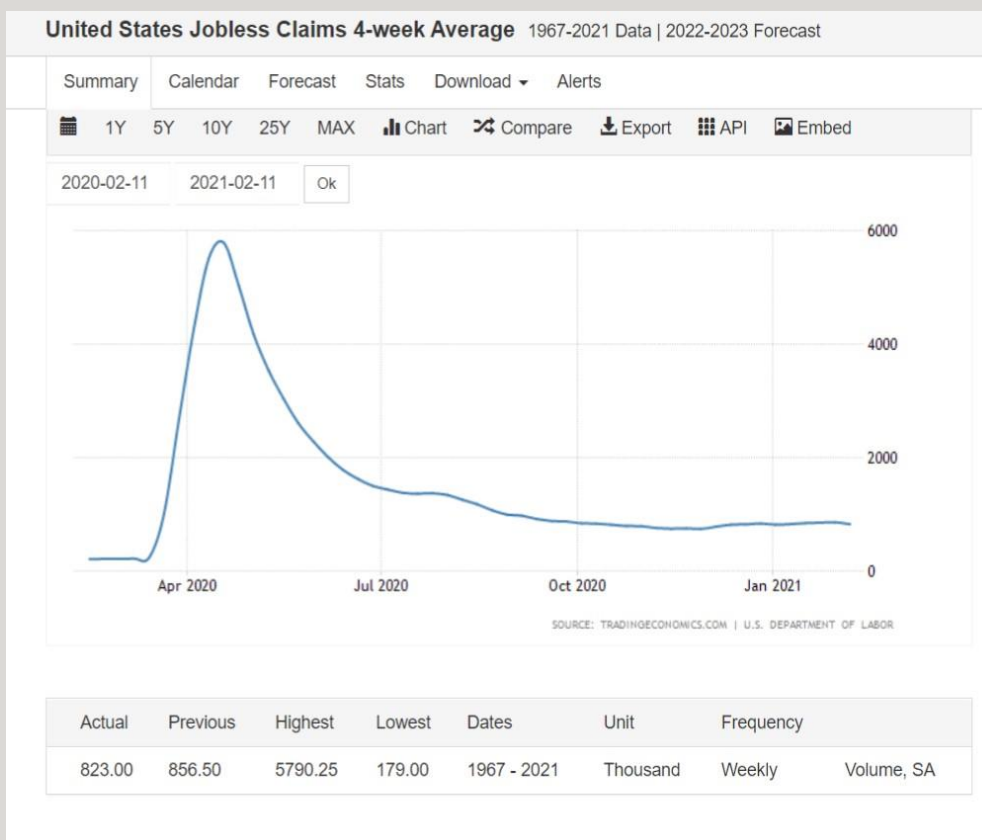 United States Jobless Claims 4-week Average 1967-2021 Data | 2022-2023 Forecast
Summary Calendar Forecast Stats Download Alerts
1Y 5Y 10Y 25Y MAX Chart Compare Export API Embed
2020-02-11 2021-02-11 Ok
6000
4000
2000
0
Apr 2020 Jul 2020 Oct 2020 Jan 2021
SOURCE: TRADINGECONOMICS.COM | U.S. DEPARTMENT OF LABOR
Actual Previous Highest Lowest Dates Unit Frequency
823.00 856.50 5790.25 179.00 1967 - 2021 Thousand Weekly Volume, SA